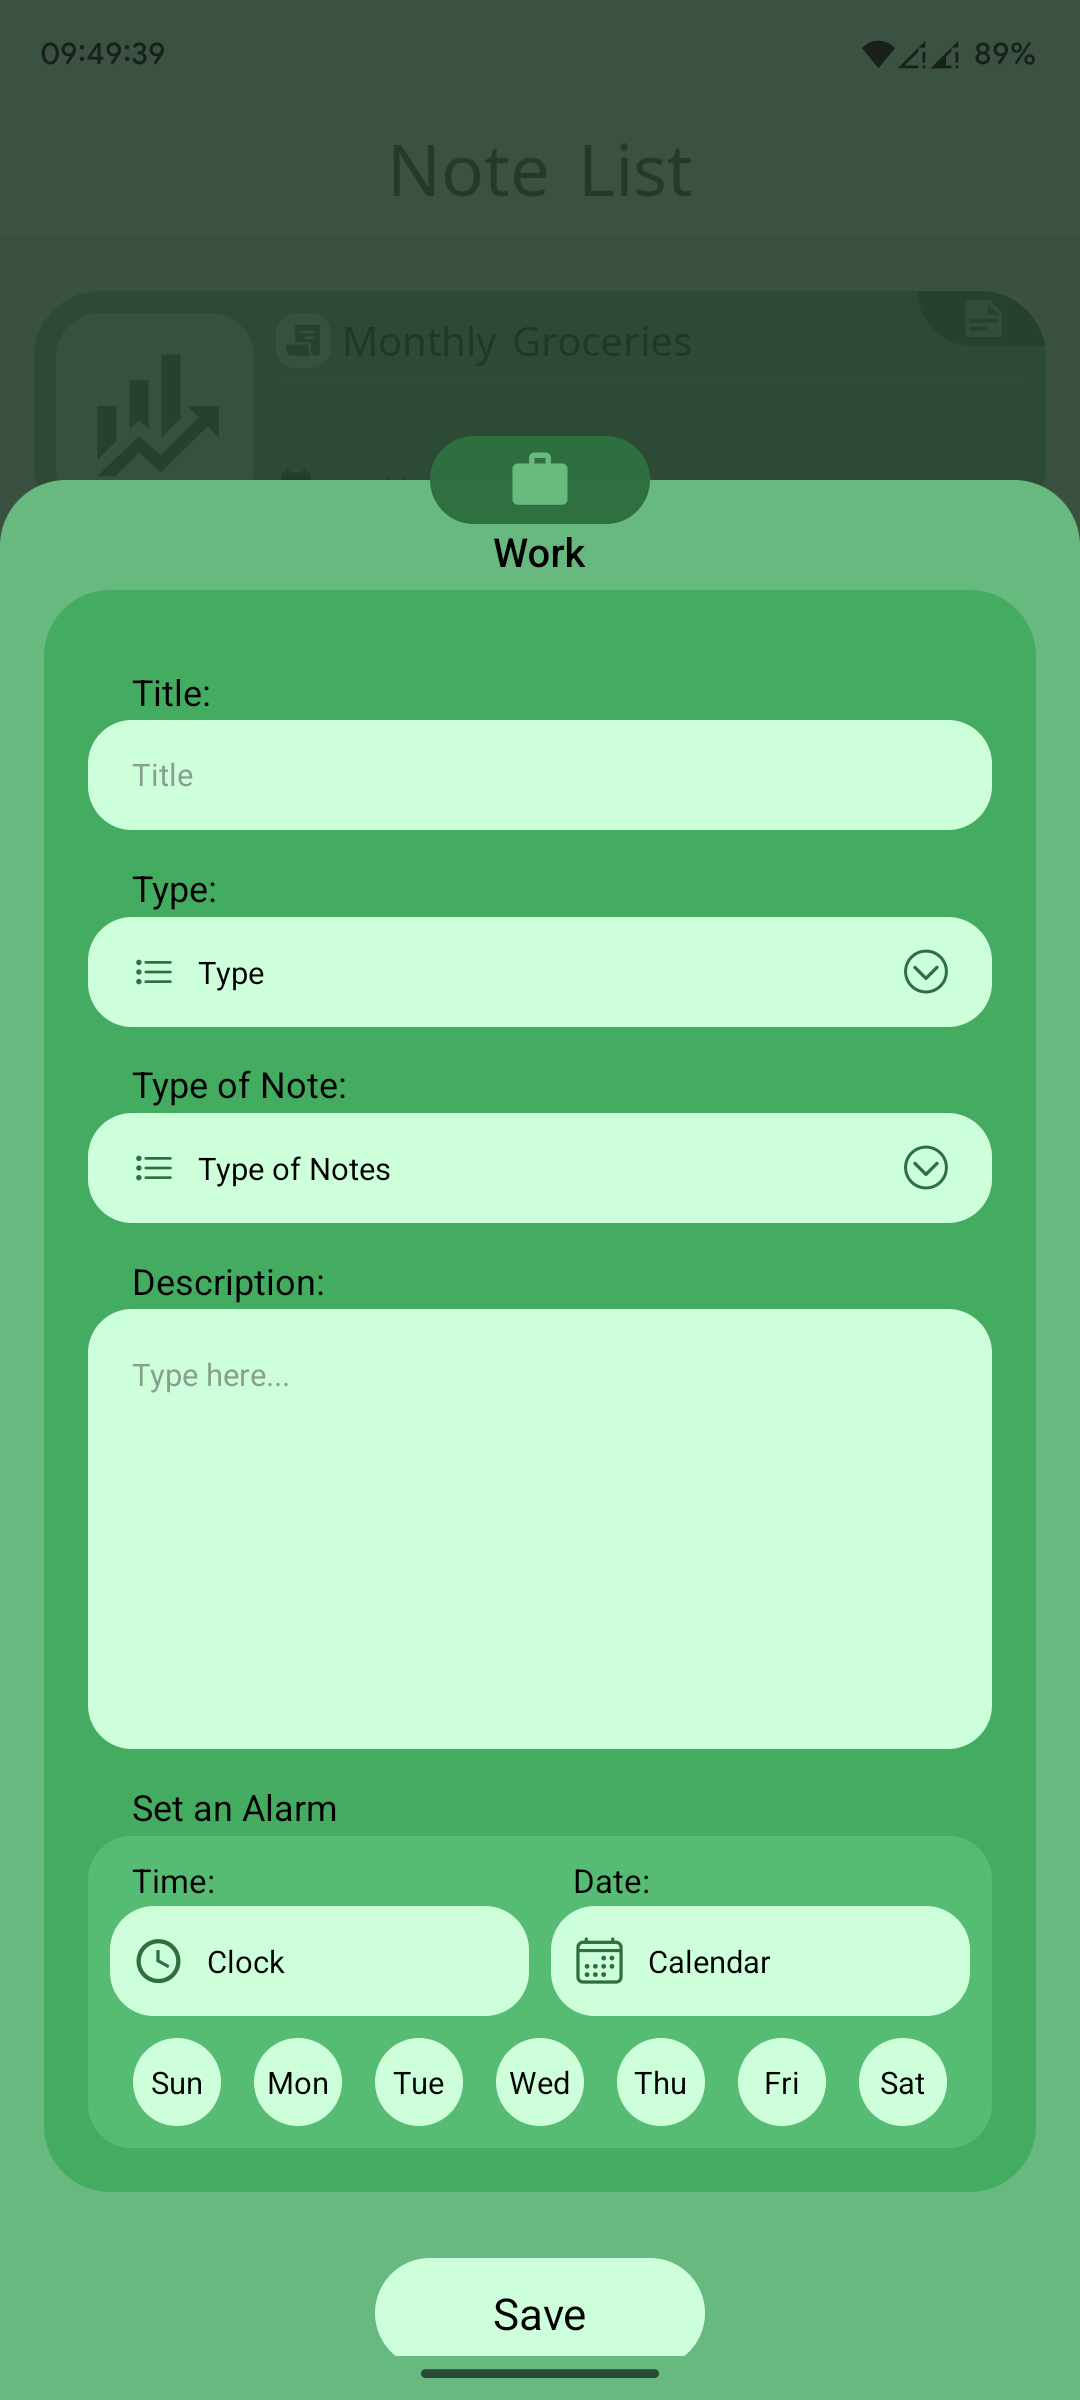 09:49:39 89%
Note List
Monthly Groceries
Work
Title:
Title
Type:
Type
Type of Note:
Type of Notes
Description:
Type here...
Set an Alarm
Time: Date:
Clock Calendar
Sun Mon Tue Wed Thu Fri Sat
Save